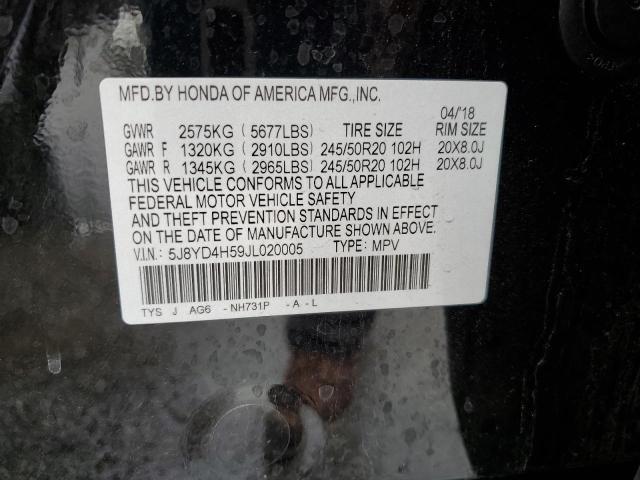 MFD.BY HONDA OF AMERICA MFG.,INC.
04/'18
GVWR 2575KG ( 5677LBS) TIRE SIZE RIM SIZE
GAWR F 1320KG ( 2910LBS) 245/50R20 102H 20X8.0J
GAWR R 1345KG ( 2965LBS) 245/50R20 102H 20X8.0J
THIS VEHICLE CONFORMS TO ALL APPLICABLE
FEDERAL MOTOR VEHICLE SAFETY
AND THEFT PREVENTION STANDARDS IN EFFECT
ON THE DATE OF MANUFACTURE SHOWN ABOVE.
V.I.N.: 5J8YD4H59JL020005 TYPE: MPV
TYS J AG6 - NH731P - A - L